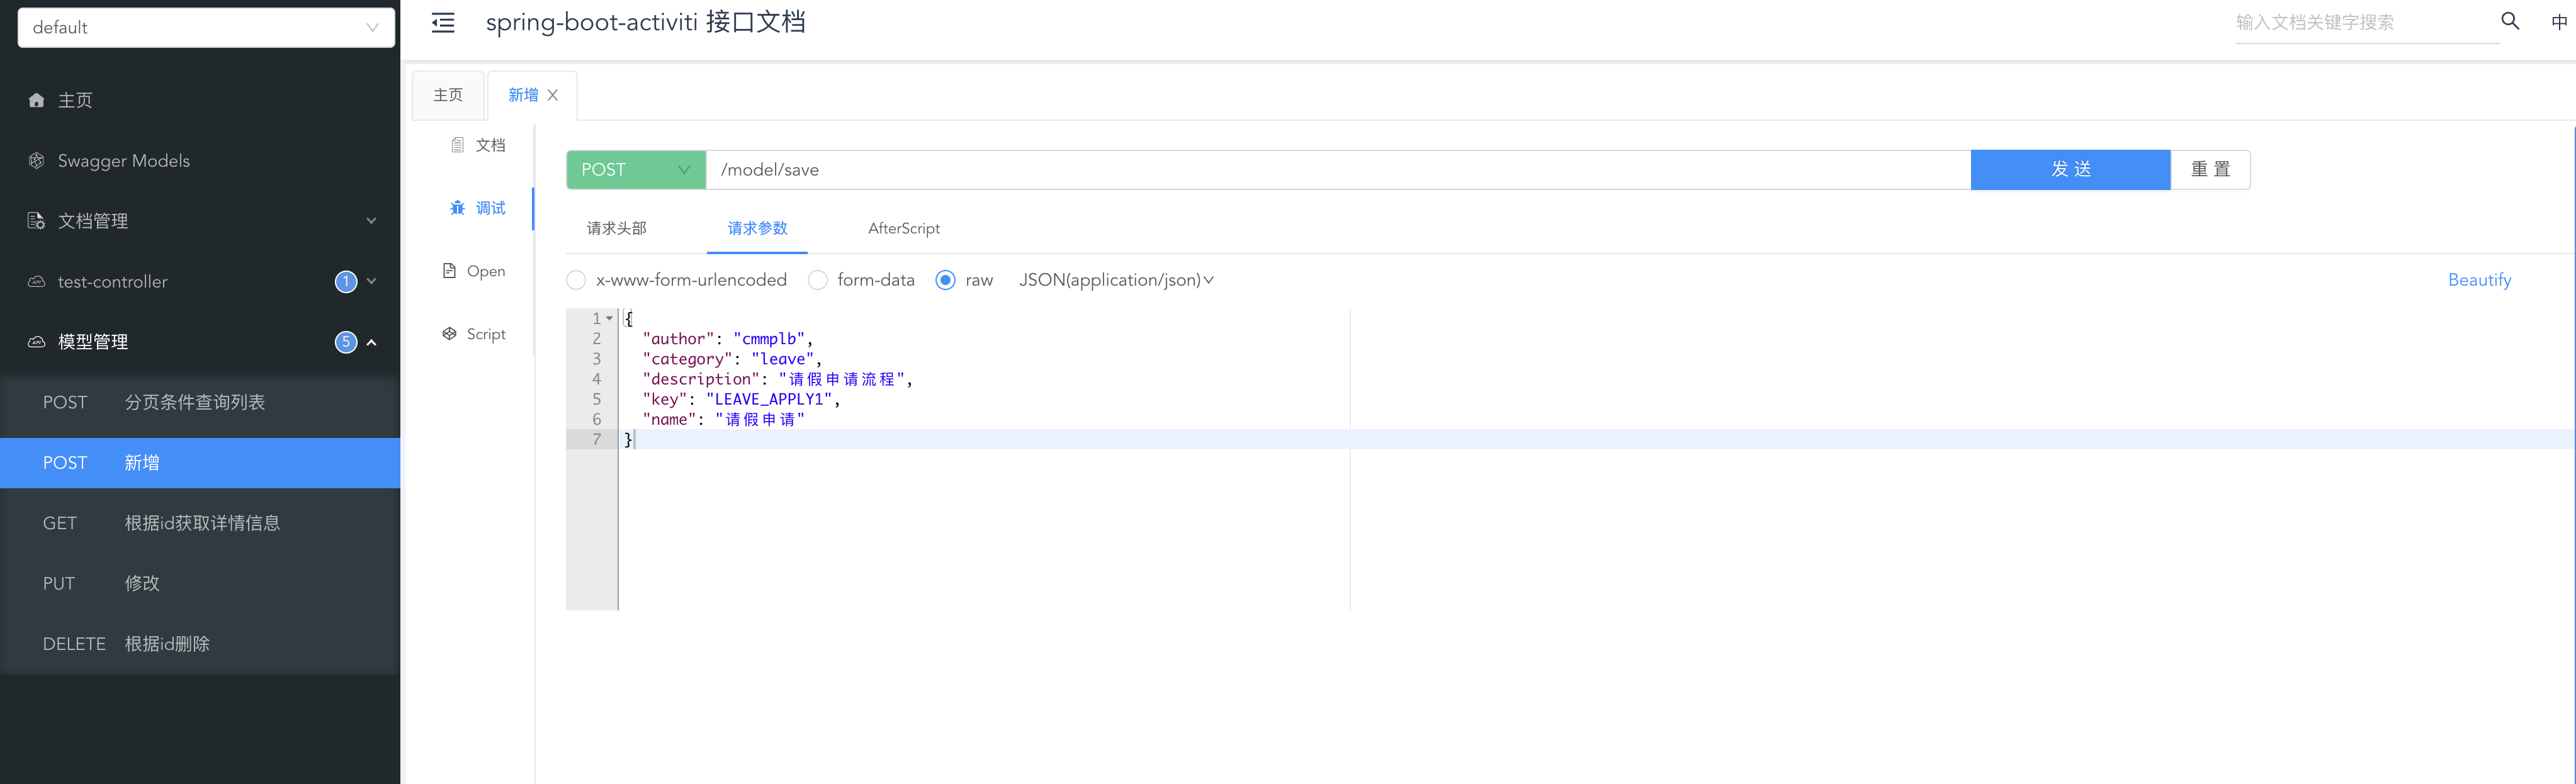 default
主页
Swagger Models
文档管理
test-controller 1
模型管理 5
POST 分页条件查询列表
POST 新增
GET 根据id获取详情信息
PUT 修改
DELETE 根据id删除
spring-boot-activiti 接口文档
输入文档关键字搜索
中
主页 新增
文档
调试
Open
Script
POST /model/save 发 送 重 置
请求头部 请求参数 AfterScript
x-www-form-urlencoded form-data raw JSON(application/json) Beautify
1 {
2 "author": "cmmplb",
3 "category": "leave",
4 "description": "请假申请流程",
5 "key": "LEAVE_APPLY1",
6 "name": "请假申请"
7 }